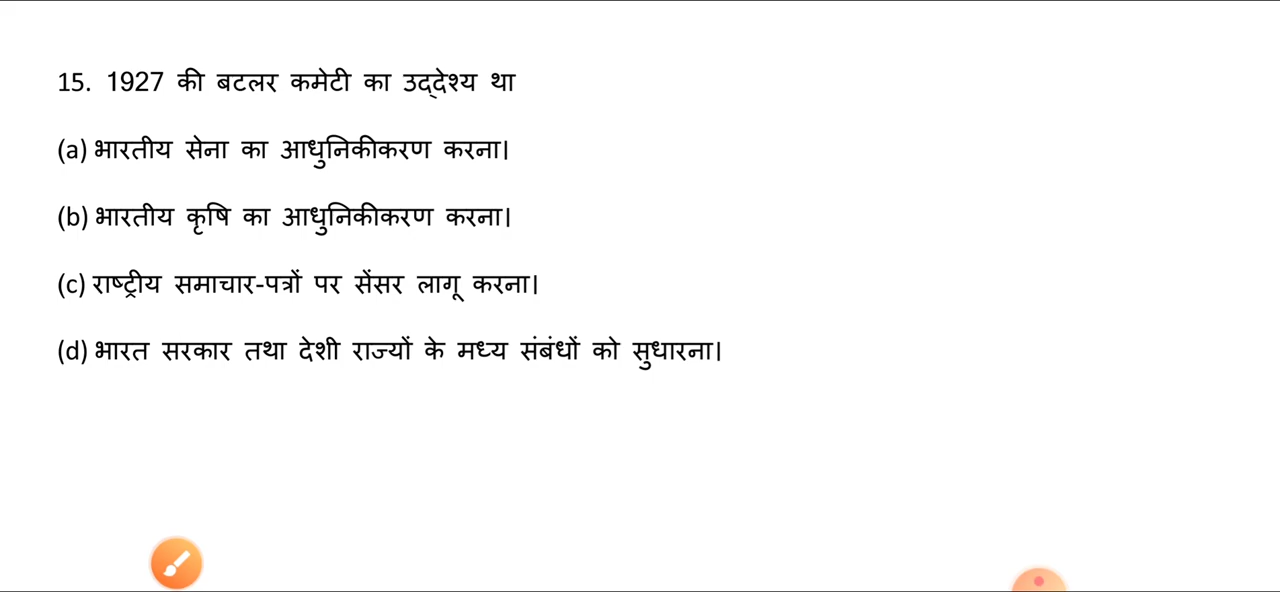 15. 1927 की बटलर कमेटी का उद्देश्य था
(a) भारतीय सेना का आधुनिकीकरण करना।
(b) भारतीय कृषि का आधुनिकीकरण करना।
(c) राष्ट्रीय समाचार-पत्रों पर सेंसर लागू करना।
(d) भारत सरकार तथा देशी राज्यों के मध्य संबंधों को सुधारना।